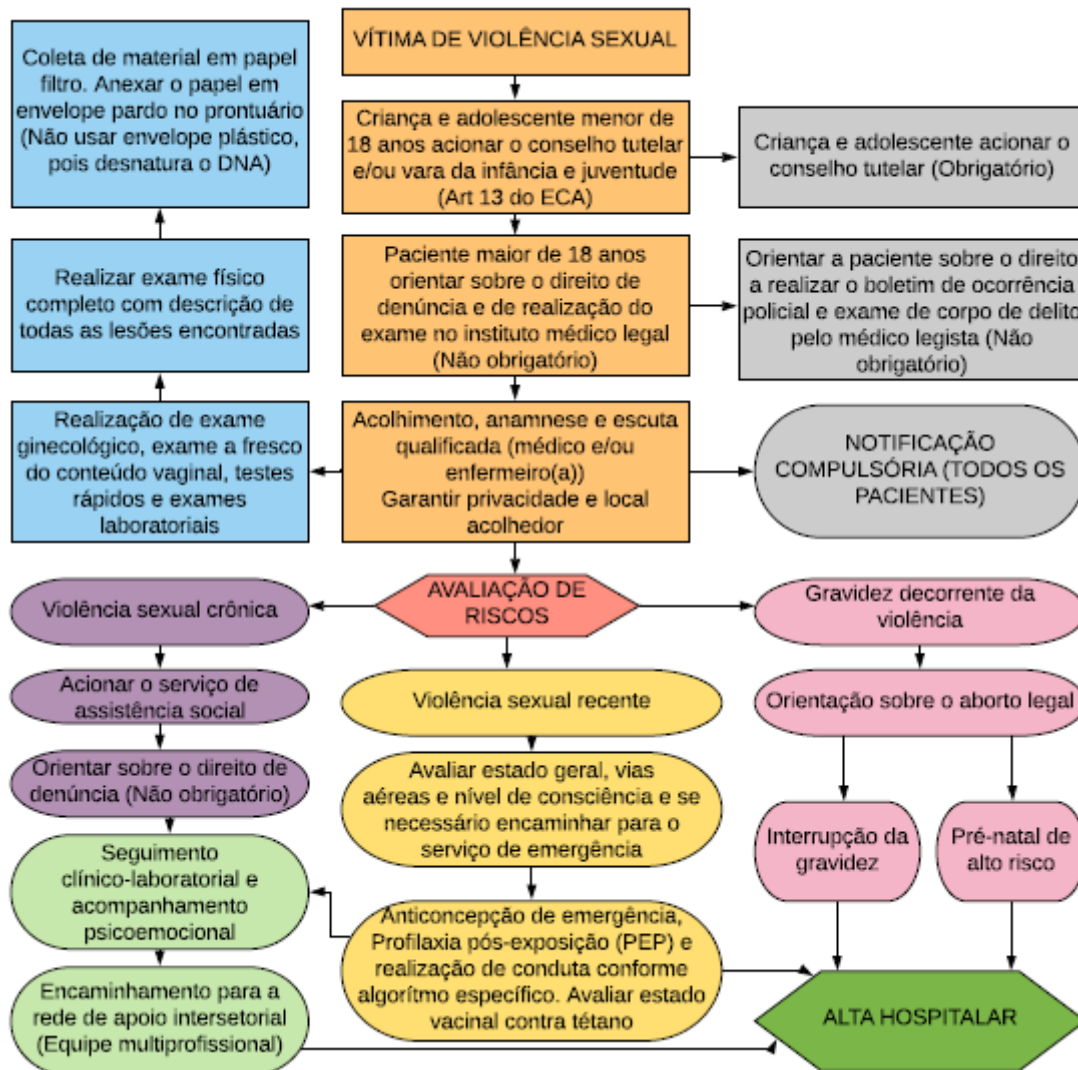 VÍTIMA DE VIOLÊNCIA SEXUAL
Coleta de material em papel
filtro. Anexar o papel em
envelope pardo no prontuário
(Não usar envelope plástico,
pois desnatura o DNA)
Criança e adolescente menor de
18 anos acionar o conselho tutelar
e/ou vara da infância e juventude
(Art 13 do ECA)
Criança e adolescente acionar o
conselho tutelar (Obrigatório)
Realizar exame físico
completo com descrição de
todas as lesões encontradas
Paciente maior de 18 anos
orientar sobre o direito de
denúncia e de realização do
exame no instituto médico legal
(Não obrigatório)
Orientar a paciente sobre o direito
a realizar o boletim de ocorrência
policial e exame de corpo de delito
pelo médico legista (Não
obrigatório)
Realização de exame
ginecológico, exame a fresco
do conteúdo vaginal, testes
rápidos e exames
laboratoriais
Acolhimento, anamnese e escuta
qualificada (médico e/ou
enfermeiro(a))
Garantir privacidade e local
acolhedor
NOTIFICAÇÃO
COMPULSÓRIA (TODOS OS
PACIENTES)
AVALIAÇÃO DE
RISCOS
Violência sexual crônica
Acionar o serviço de
assistência social
Orientar sobre o direito de
denúncia (Não obrigatório)
Seguimento
clínico-laboratorial e
acompanhamento
psicoemocional
Encaminhamento para a
rede de apoio intersetorial
(Equipe multiprofissional)
Violência sexual recente
Avaliar estado geral, vias
aéreas e nível de consciência e se
necessário encaminhar para o
serviço de emergência
Anticoncepção de emergência,
Profilaxia pós-exposição (PEP) e
realização de conduta conforme
algorítmo específico. Avaliar estado
vacinal contra tétano
Gravidez decorrente da
violência
Orientação sobre o aborto legal
Interrupção da
gravidez
Pré-natal de
alto risco
ALTA HOSPITALAR